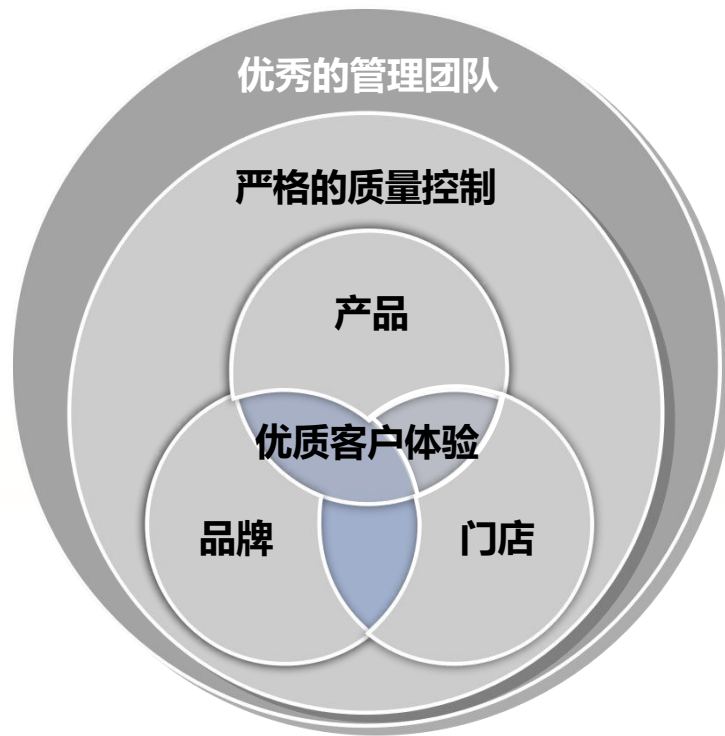 优秀的管理团队
严格的质量控制
产品
优质客户体验
品牌
门店